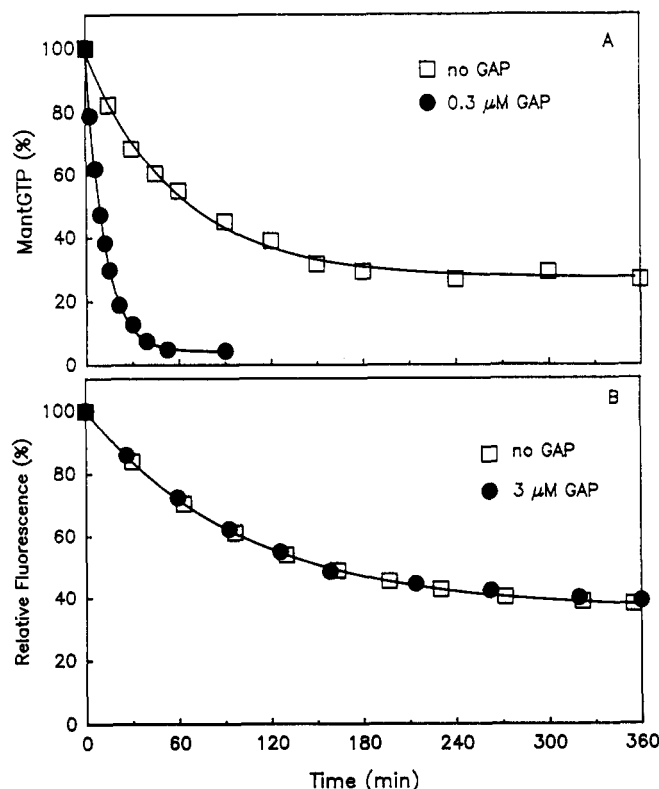 A
MantGTP (%)
100
80
60
40
20
0
no GAP
0.3 μM GAP
B
Relative Fluorescence (%)
100
80
60
40
20
0
no GAP
3 μM GAP
0 60 120 180 240 300 360
Time (min)